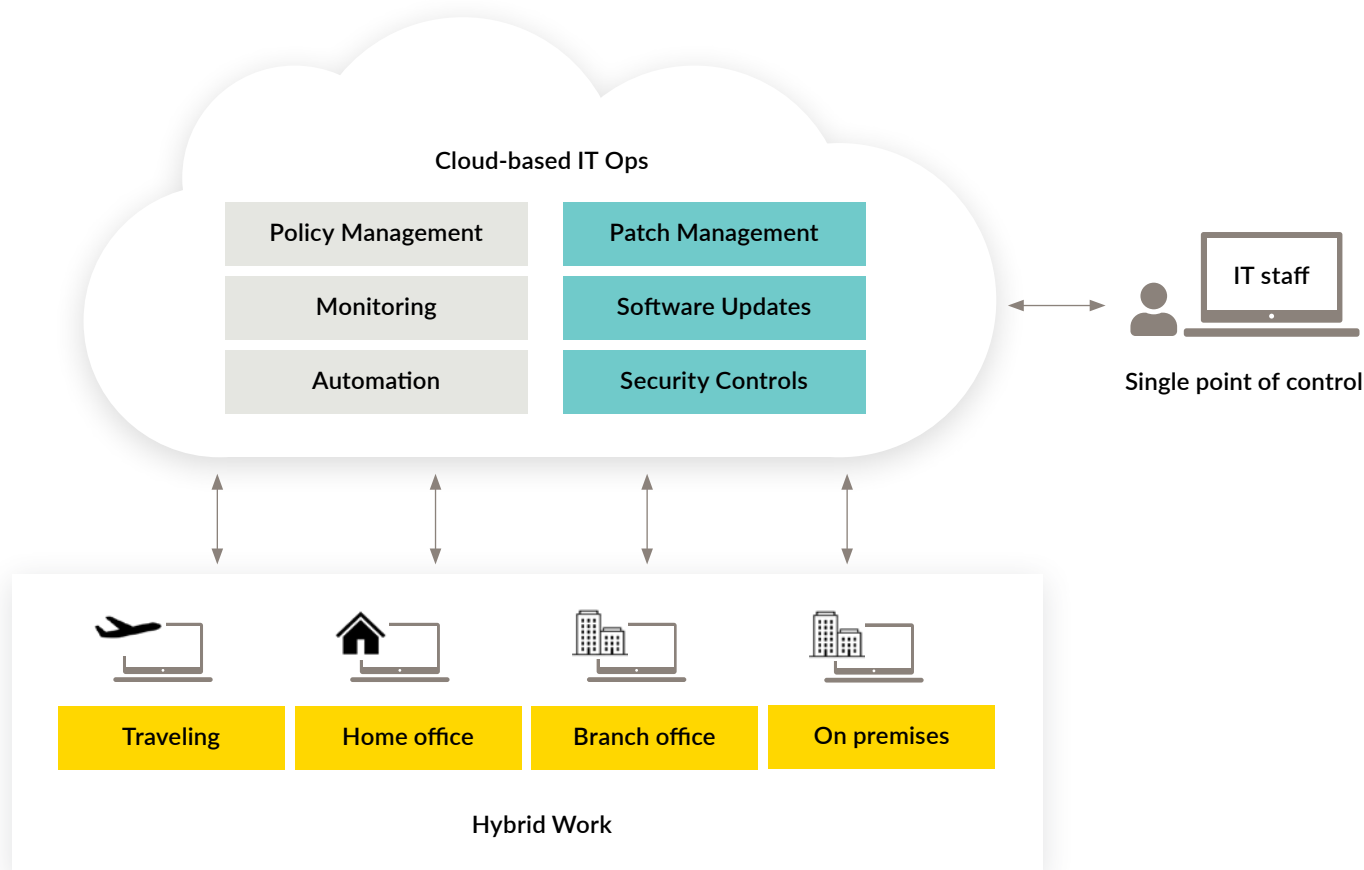 Cloud-based IT Ops
Policy Management
Patch Management
Monitoring
Software Updates
Automation
Security Controls
IT staff
Single point of control
Traveling
Home office
Branch office
On premises
Hybrid Work